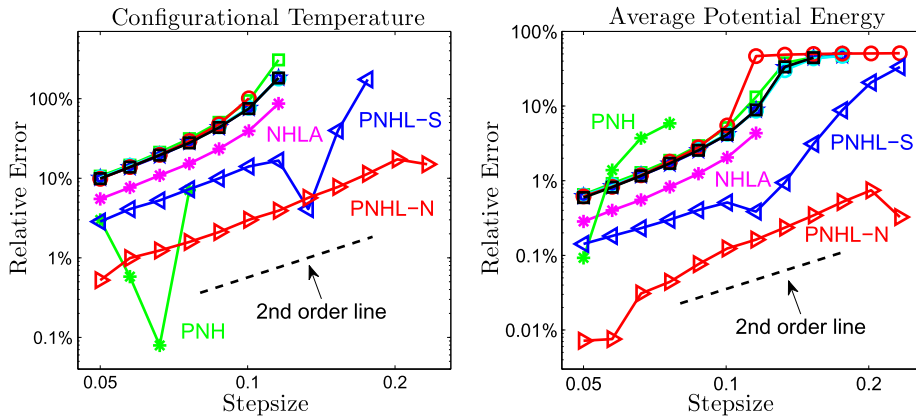 Configurational Temperature
Relative Error
100%
10%
1%
0.1%
PNHL-S
NHLA
PNHL-N
PNH
2nd order line
0.05
0.1
0.2
Stepsize
Average Potential Energy
Relative Error
100%
10%
1%
0.1%
0.01%
PNH
PNHL-S
NHLA
PNHL-N
2nd order line
0.05
0.1
0.2
Stepsize